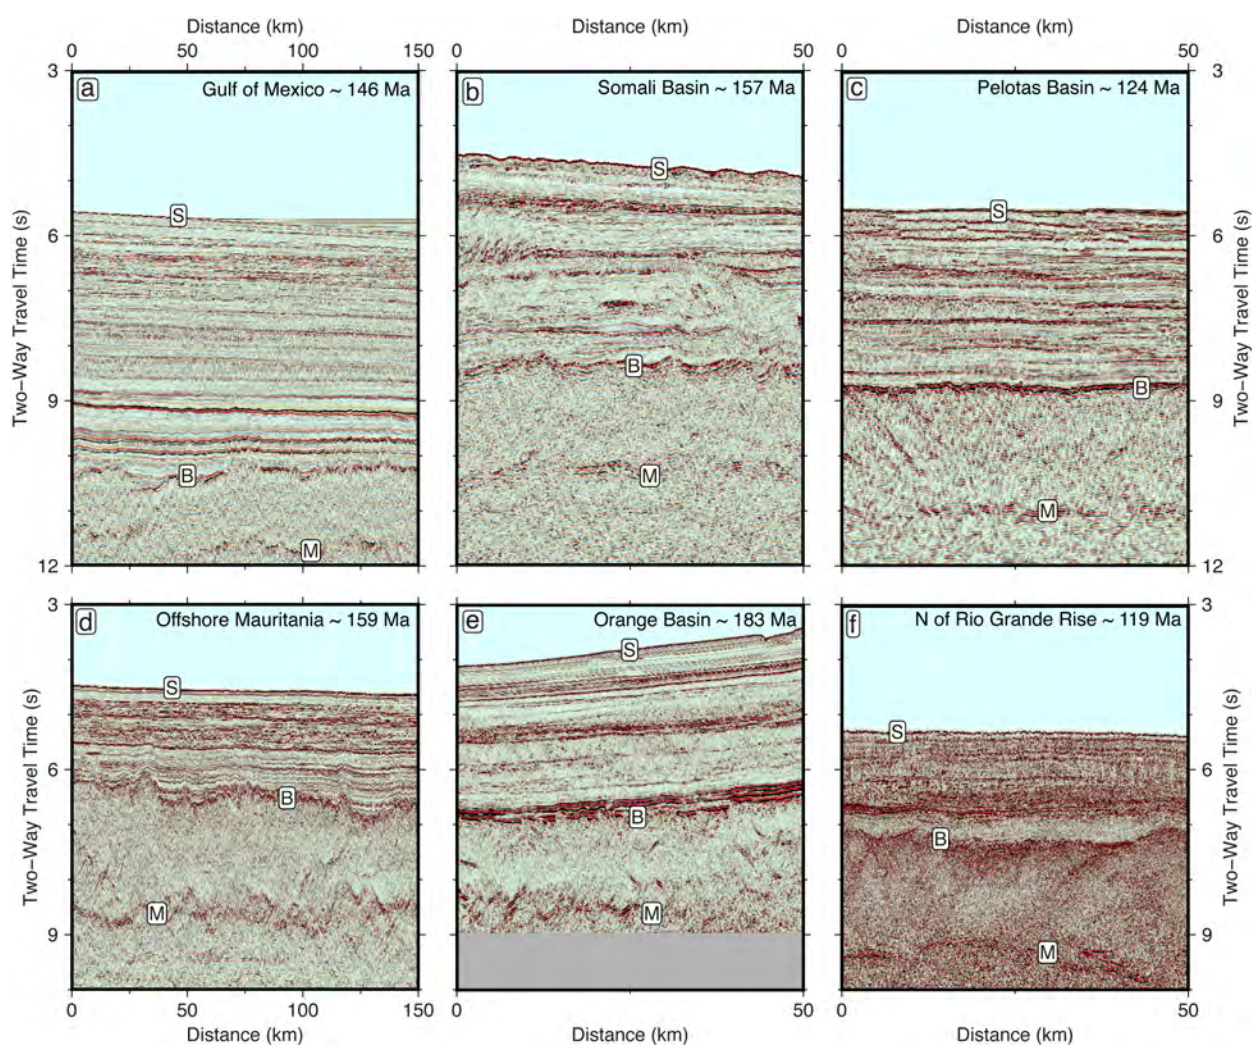 Distance (km)
Distance (km)
Distance (km)
0
50
100
150
0
50
0
50
3
a
Gulf of Mexico ~ 146 Ma
b
Somali Basin ~ 157 Ma
c
Pelotas Basin ~ 124 Ma
3
S
S
S
6
6
Two−Way Travel Time (s)
Two−Way Travel Time (s)
B
B
9
9
B
M
M
M
12
12
3
d
Offshore Mauritania ~ 159 Ma
e
Orange Basin ~ 183 Ma
f
N of Rio Grande Rise ~ 119 Ma
3
S
S
S
6
6
Two−Way Travel Time (s)
Two−Way Travel Time (s)
B
B
B
M
M
M
9
9
0
50
100
150
0
50
0
50
Distance (km)
Distance (km)
Distance (km)